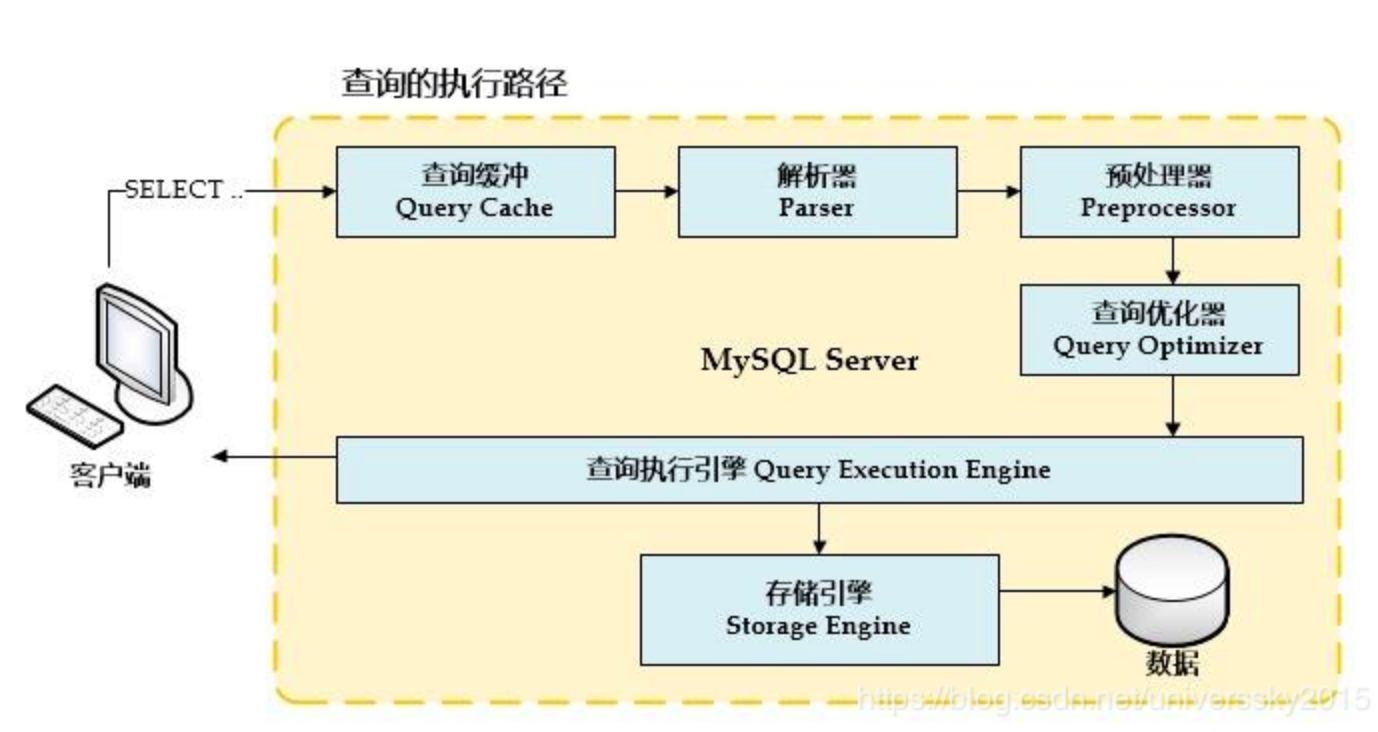 查询的执行路径
SELECT ..
查询缓冲
Query Cache
解析器
Parser
预处理器
Preprocessor
查询优化器
Query Optimizer
MySQL Server
查询执行引擎 Query Execution Engine
客户端
存储引擎
Storage Engine
数据
https://blog.csdn.net/universsky2015